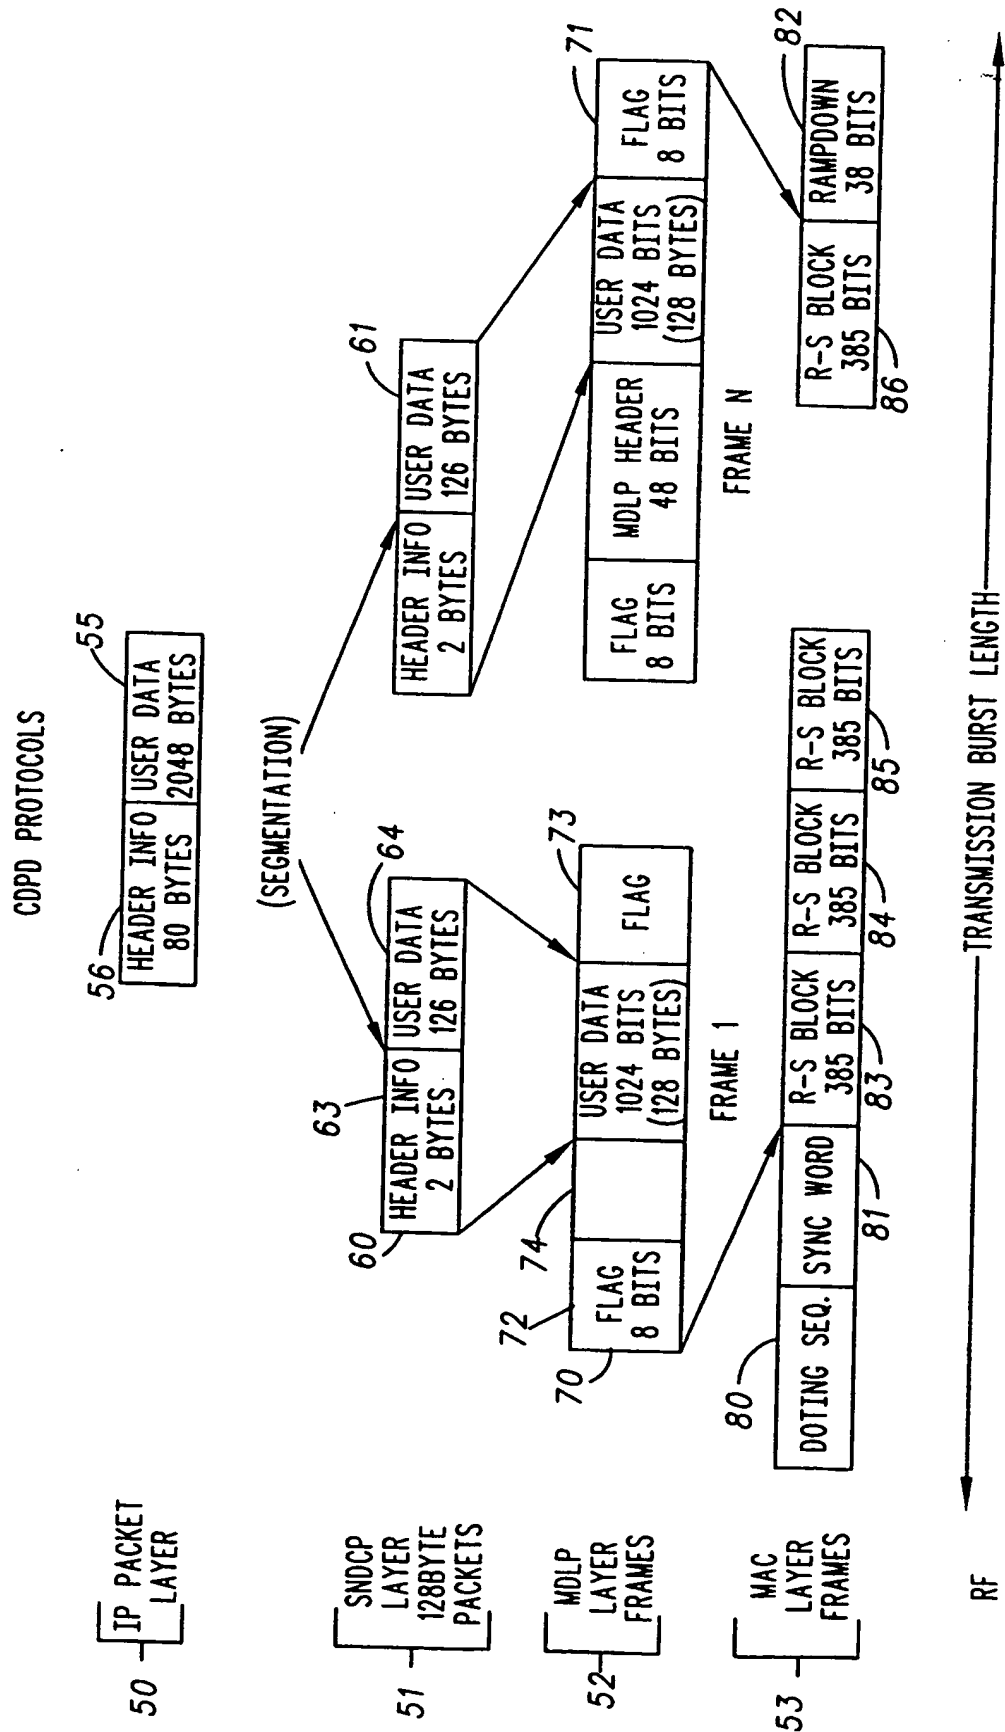 CDPD PROTOCOLS
50
IP PACKET
LAYER
56
HEADER INFO
80 BYTES
USER DATA
2048 BYTES
55
(SEGMENTATION)
51
SNDCP
LAYER
128BYTE
PACKETS
60
63
HEADER INFO
2 BYTES
USER DATA
126 BYTES
64
HEADER INFO
2 BYTES
USER DATA
126 BYTES
61
52
MDLP
LAYER
FRAMES
70
72
FLAG
8 BITS
74
USER DATA
1024 BITS
(128 BYTES)
FLAG
73
FRAME 1
FLAG
8 BITS
MDLP HEADER
48 BITS
USER DATA
1024 BITS
(128 BYTES)
FLAG
8 BITS
71
FRAME N
53
MAC
LAYER
FRAMES
80
DOTING SEQ.
SYNC WORD
81
R-S BLOCK
385 BITS
83
R-S BLOCK
385 BITS
84
R-S BLOCK
385 BITS
85
R-S BLOCK
385 BITS
86
RAMPDOWN
38 BITS
82
RF
TRANSMISSION BURST LENGTH